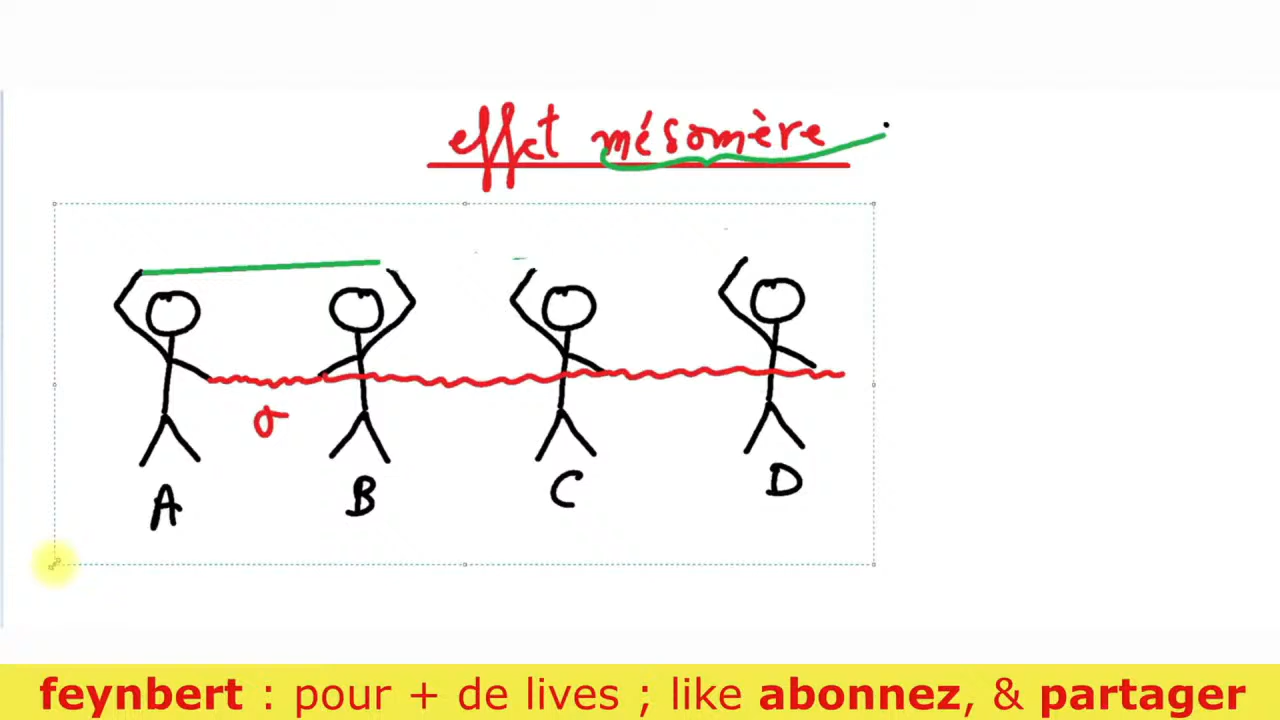 effet mésomère
σ
A B C D
feynbert : pour + de lives ; like abonnez, & partager